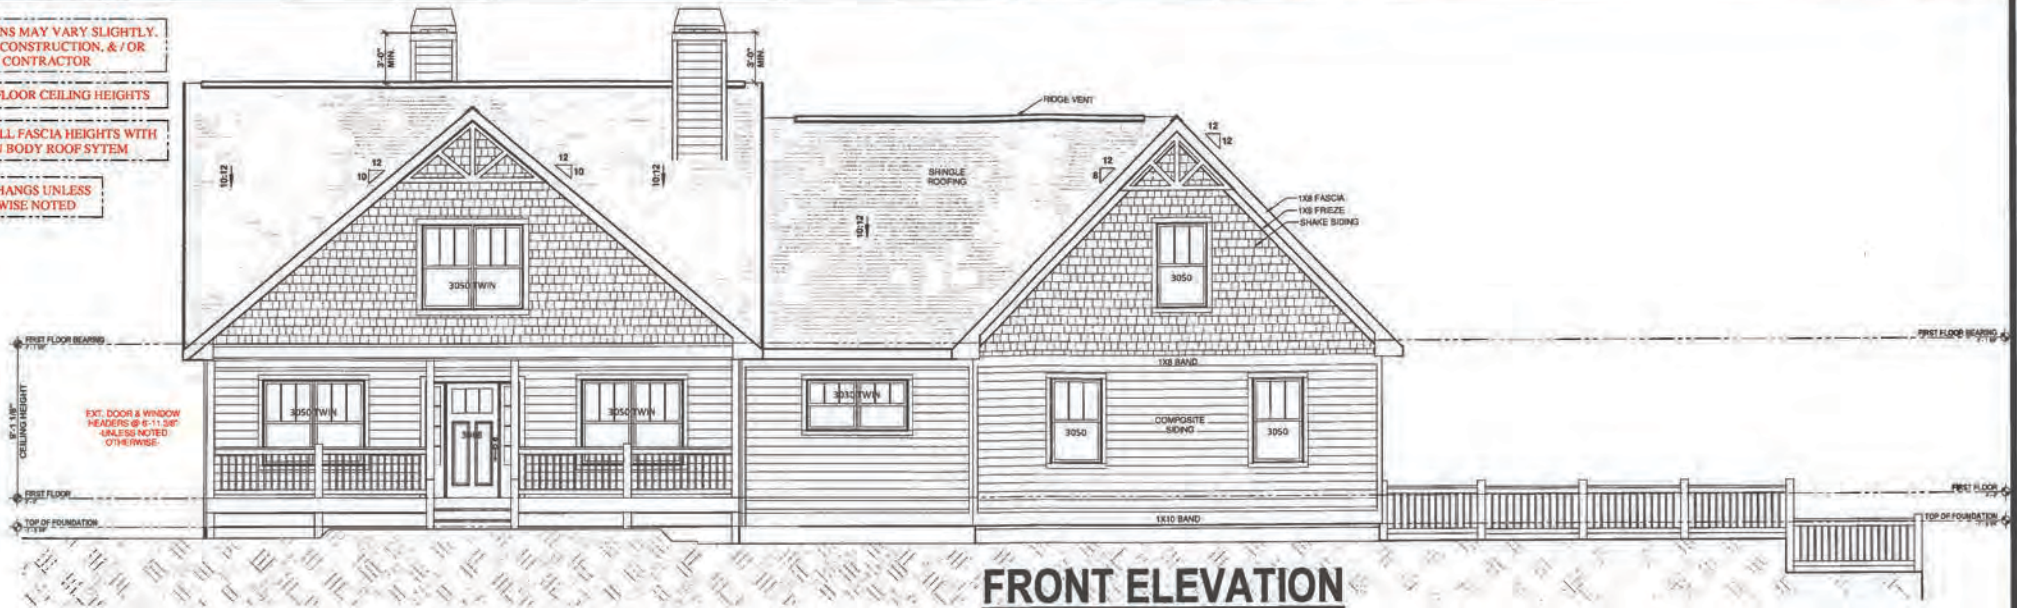 NS MAY VARY SLIGHTLY.
CONSTRUCTION, & / OR
CONTRACTOR
FLOOR CEILING HEIGHTS
LL FASCIA HEIGHTS WITH
BODY ROOF SYTEM
HANGS UNLESS
WISE NOTED
3'-0"
MIN.
3'-0"
MIN.
RIDGE VENT
10:12
12
10
12
10
10:12
SHINGLE
ROOFING
10:12
12
8
12
12
1X8 FASCIA
1X8 FRIEZE
SHAKE SIDING
3050 TWIN
3050
FIRST FLOOR BEARING
FIRST FLOOR BEARING
CEILING HEIGHT
EXT. DOOR & WINDOW
HEADERS @ 6'-11 3/8"
-UNLESS NOTED
OTHERWISE-
3050 TWIN
3050 TWIN
3030 TWIN
1X8 BAND
3050
COMPOSITE
SIDING
3050
FIRST FLOOR
FIRST FLOOR
TOP OF FOUNDATION
1X10 BAND
TOP OF FOUNDATION
FRONT ELEVATION